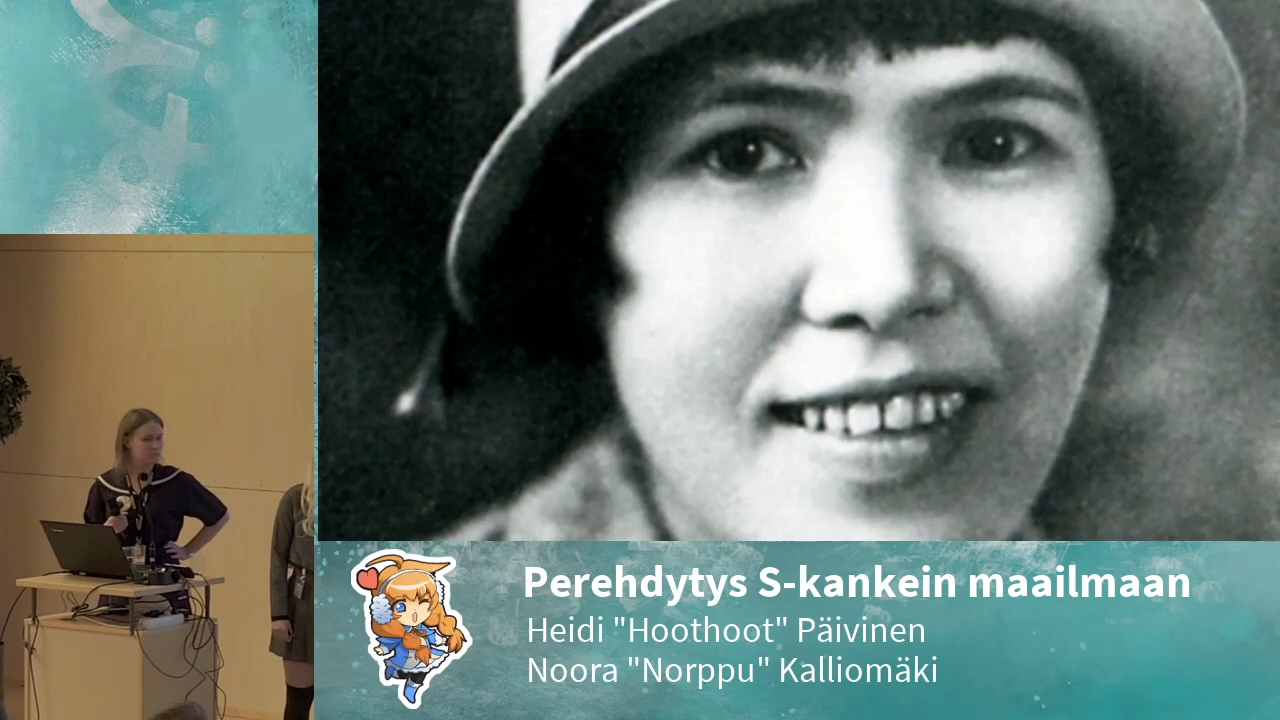 Perehdytys S-kankein maailmaan
Heidi "Hoothoot" Päivinen
Noora "Norppu" Kalliomäki